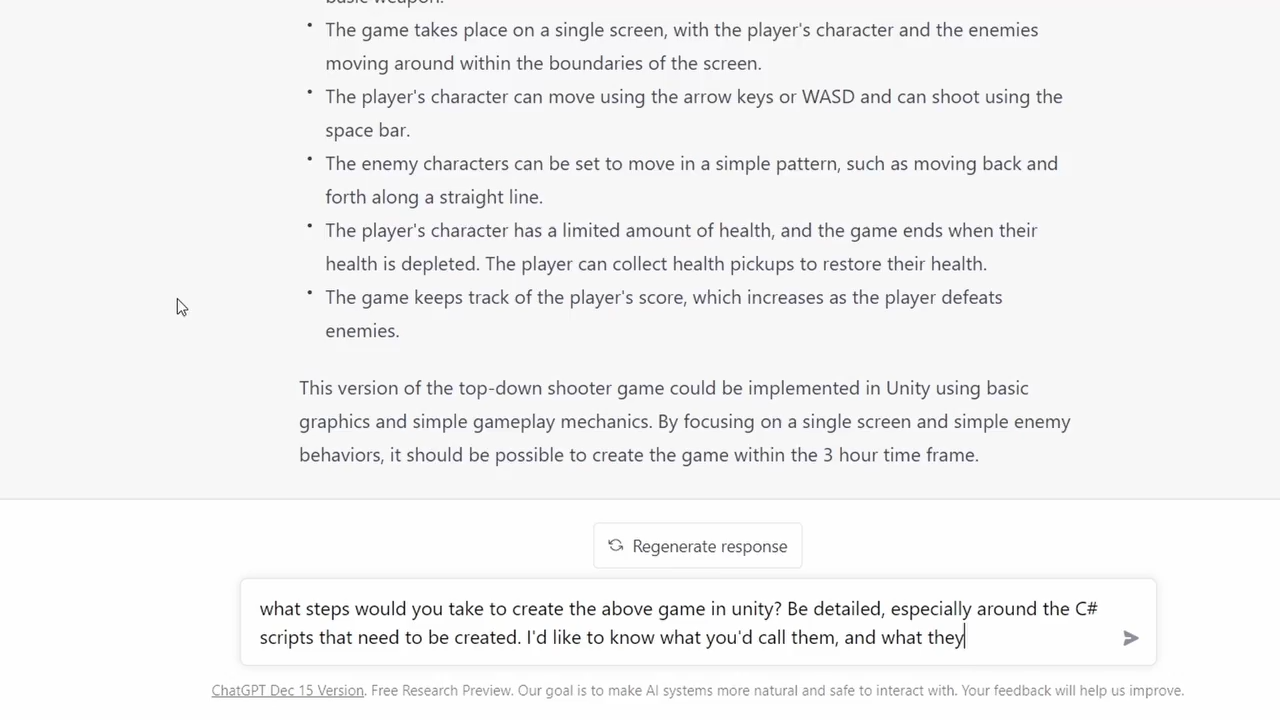 basic weapon.
• The game takes place on a single screen, with the player's character and the enemies
moving around within the boundaries of the screen.
• The player's character can move using the arrow keys or WASD and can shoot using the
space bar.
• The enemy characters can be set to move in a simple pattern, such as moving back and
forth along a straight line.
• The player's character has a limited amount of health, and the game ends when their
health is depleted. The player can collect health pickups to restore their health.
• The game keeps track of the player's score, which increases as the player defeats
enemies.
This version of the top-down shooter game could be implemented in Unity using basic
graphics and simple gameplay mechanics. By focusing on a single screen and simple enemy
behaviors, it should be possible to create the game within the 3 hour time frame.
Regenerate response
what steps would you take to create the above game in unity? Be detailed, especially around the C#
scripts that need to be created. I'd like to know what you'd call them, and what they
ChatGPT Dec 15 Version. Free Research Preview. Our goal is to make AI systems more natural and safe to interact with. Your feedback will help us improve.